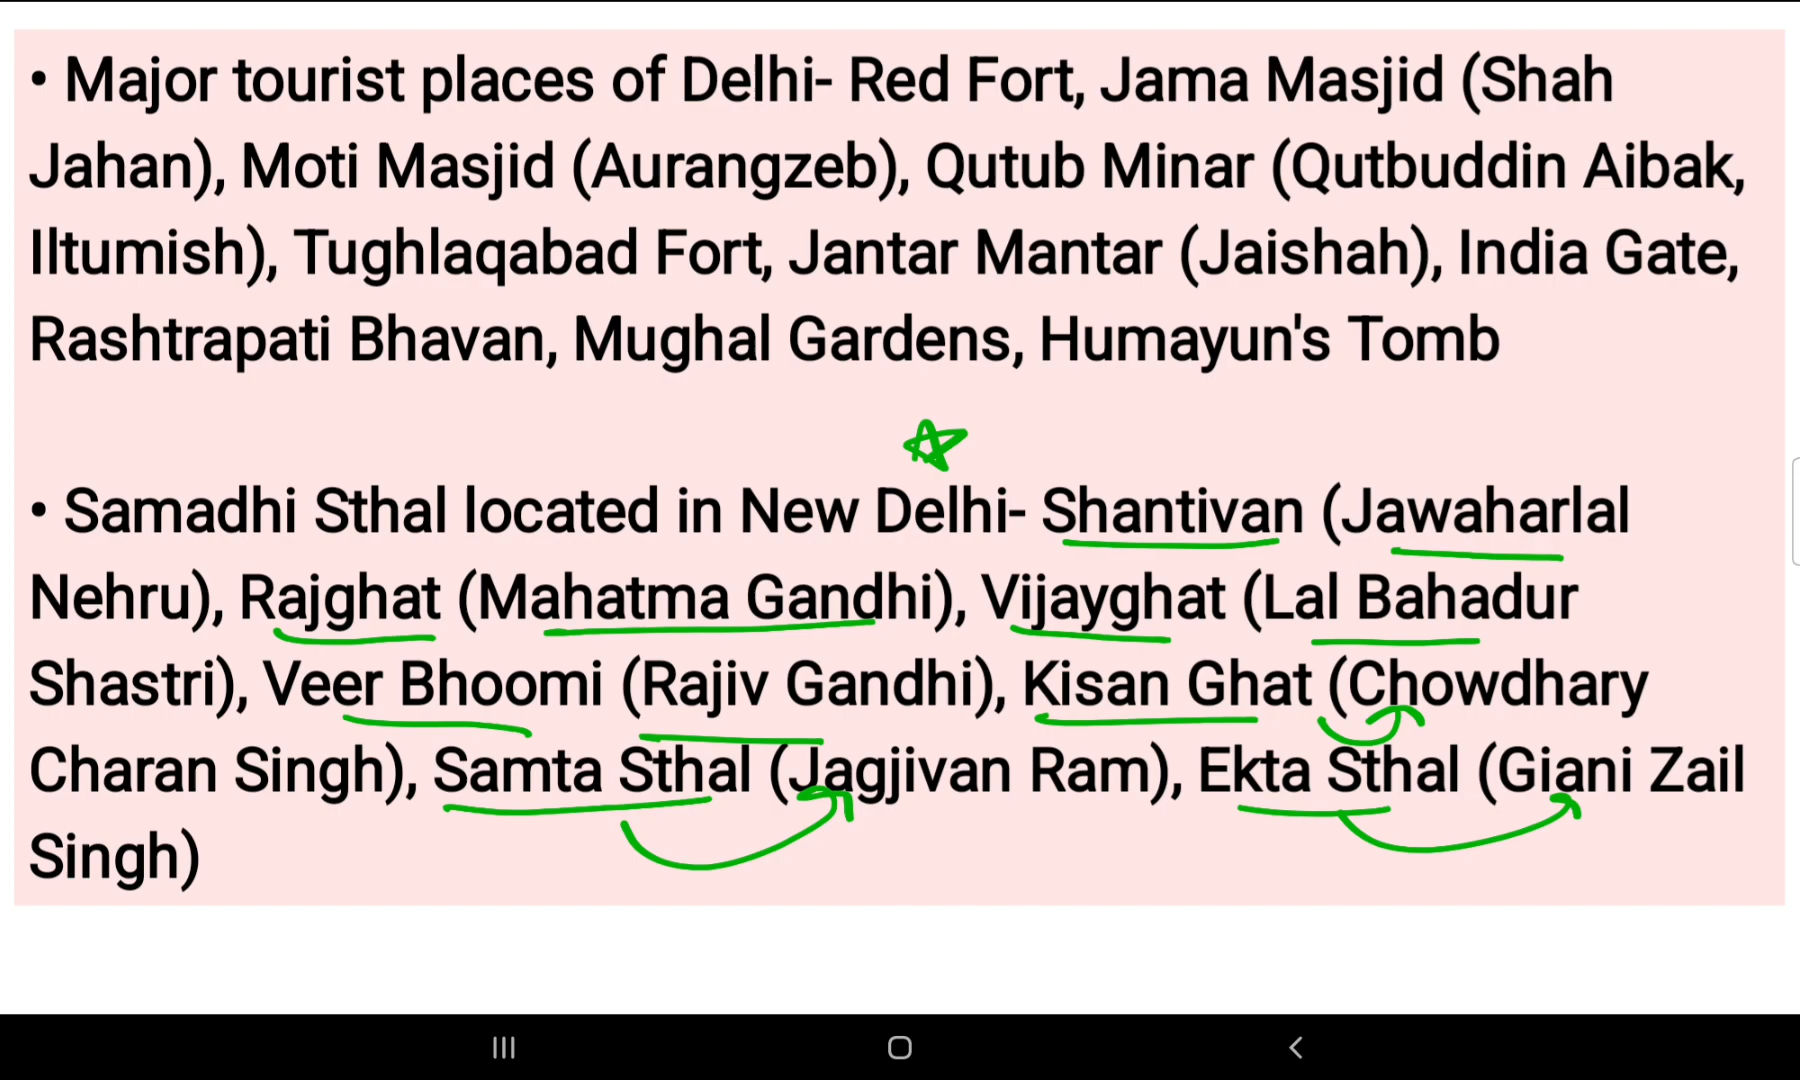 • Major tourist places of Delhi- Red Fort, Jama Masjid (Shah
Jahan), Moti Masjid (Aurangzeb), Qutub Minar (Qutbuddin Aibak,
Iltumish), Tughlaqabad Fort, Jantar Mantar (Jaishah), India Gate,
Rashtrapati Bhavan, Mughal Gardens, Humayun's Tomb
• Samadhi Sthal located in New Delhi- Shantivan (Jawaharlal
Nehru), Rajghat (Mahatma Gandhi), Vijayghat (Lal Bahadur
Shastri), Veer Bhoomi (Rajiv Gandhi), Kisan Ghat (Chowdhary
Charan Singh), Samta Sthal (Jagjivan Ram), Ekta Sthal (Giani Zail
Singh)